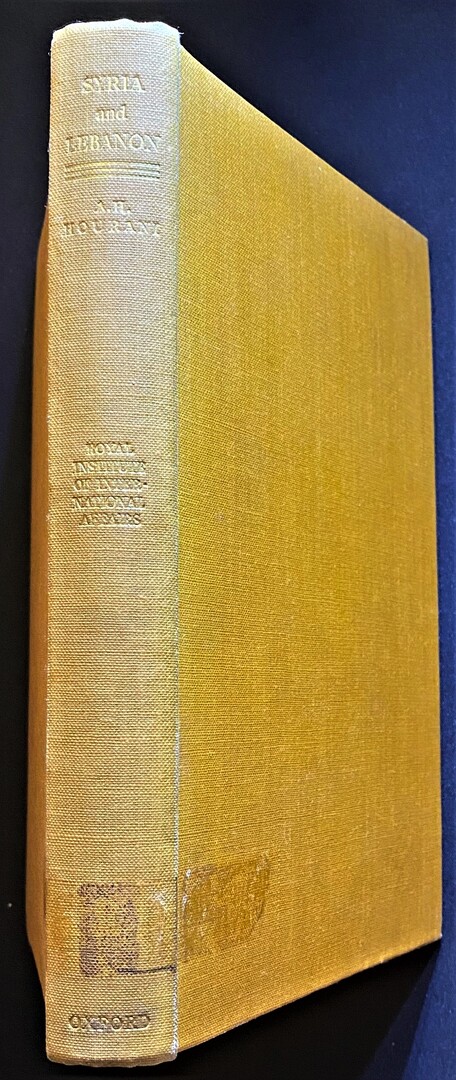 SYRIA
and
LEBANON
A.H.
HOURANI
ROYAL
INSTITUTE
OF INTER-
NATIONAL
AFFAIRS
OXFORD